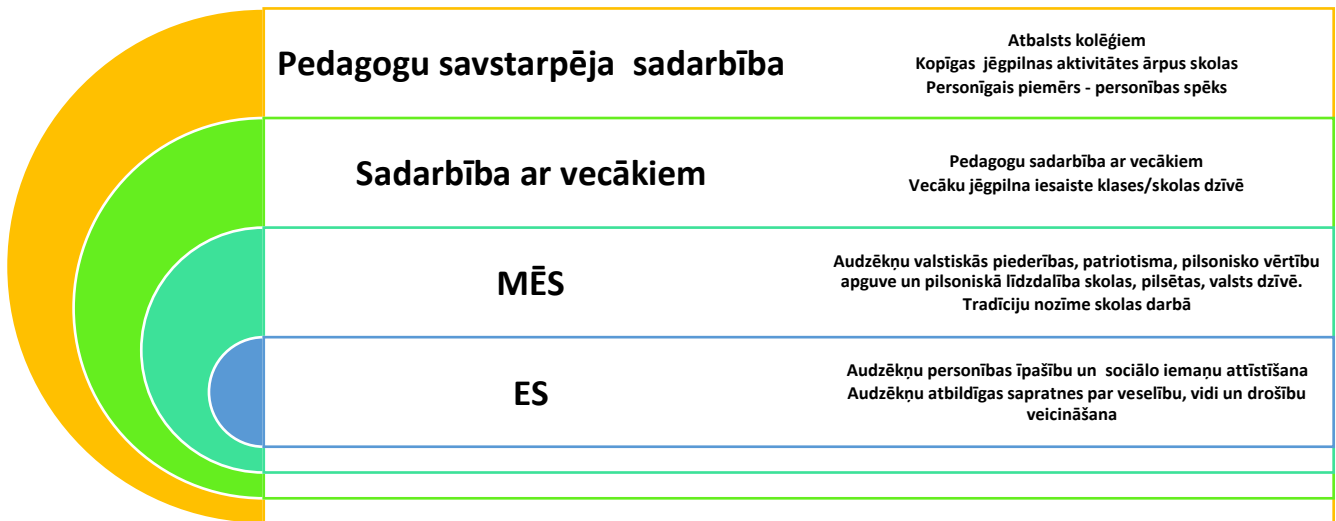 Pedagogu savstarpēja sadarbība
Atbalsts kolēģiem
Kopīgas jēgpilnas aktivitātes ārpus skolas
Personīgais piemērs - personības spēks
Sadarbība ar vecākiem
Pedagogu sadarbība ar vecākiem
Vecāku jēgpilna iesaiste klases/skolas dzīvē
MĒS
Audzēkņu valstiskās piederības, patriotisma, pilsonisko vērtību
apguve un pilsoniskā līdzdalība skolas, pilsētas, valsts dzīvē.
Tradīciju nozīme skolas darbā
ES
Audzēkņu personības īpašību un sociālo iemaņu attīstīšana
Audzēkņu atbildīgas sapratnes par veselību, vidi un drošību
veicināšana